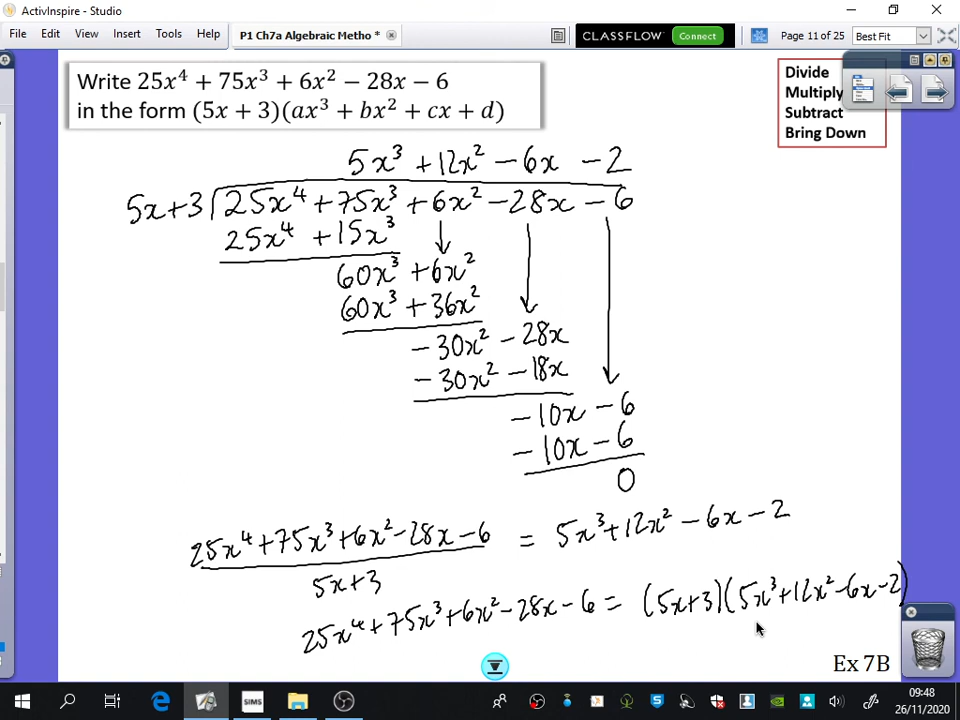 ActivInspire - Studio
File Edit View Insert Tools Help P1 Ch7a Algebraic Metho * CLASSFLOW Connect Page 11 of 25 Best Fit
Write 25x⁴ + 75x³ + 6x² − 28x − 6
in the form (5x + 3)(ax³ + bx² + cx + d)
Divide
Multiply
Subtract
Bring Down
5x³ + 12x² − 6x − 2
5x+3 25x⁴ + 75x³ + 6x² − 28x − 6
25x⁴ + 15x³
60x³ + 6x²
60x³ + 36x²
− 30x² − 28x
− 30x² − 18x
− 10x − 6
− 10x − 6
0
25x⁴ + 75x³ + 6x² − 28x − 6 = 5x³ + 12x² − 6x − 2
5x+3
25x⁴ + 75x³ + 6x² − 28x − 6 = (5x+3)(5x³ + 12x² − 6x − 2)
Ex 7B
SIMS
09:48
26/11/2020